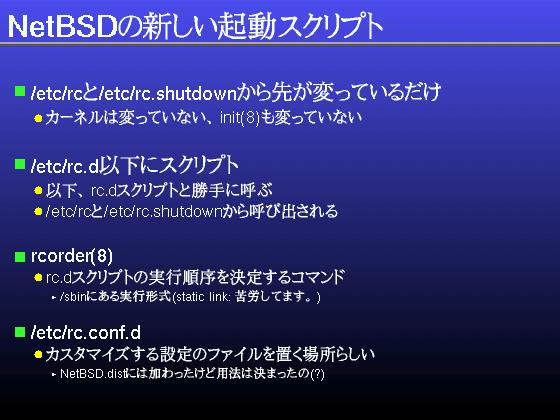 NetBSDの新しい起動スクリプト
/etc/rcと/etc/rc.shutdownから先が変っているだけ
カーネルは変っていない、init(8)も変っていない
/etc/rc.d以下にスクリプト
以下、rc.dスクリプトと勝手に呼ぶ
/etc/rcと/etc/rc.shutdownから呼び出される
rcorder(8)
rc.dスクリプトの実行順序を決定するコマンド
/sbinにある実行形式(static link: 苦労してます。)
/etc/rc.conf.d
カスタマイズする設定のファイルを置く場所らしい
NetBSD.distには加わったけど用法は決まったの(?)